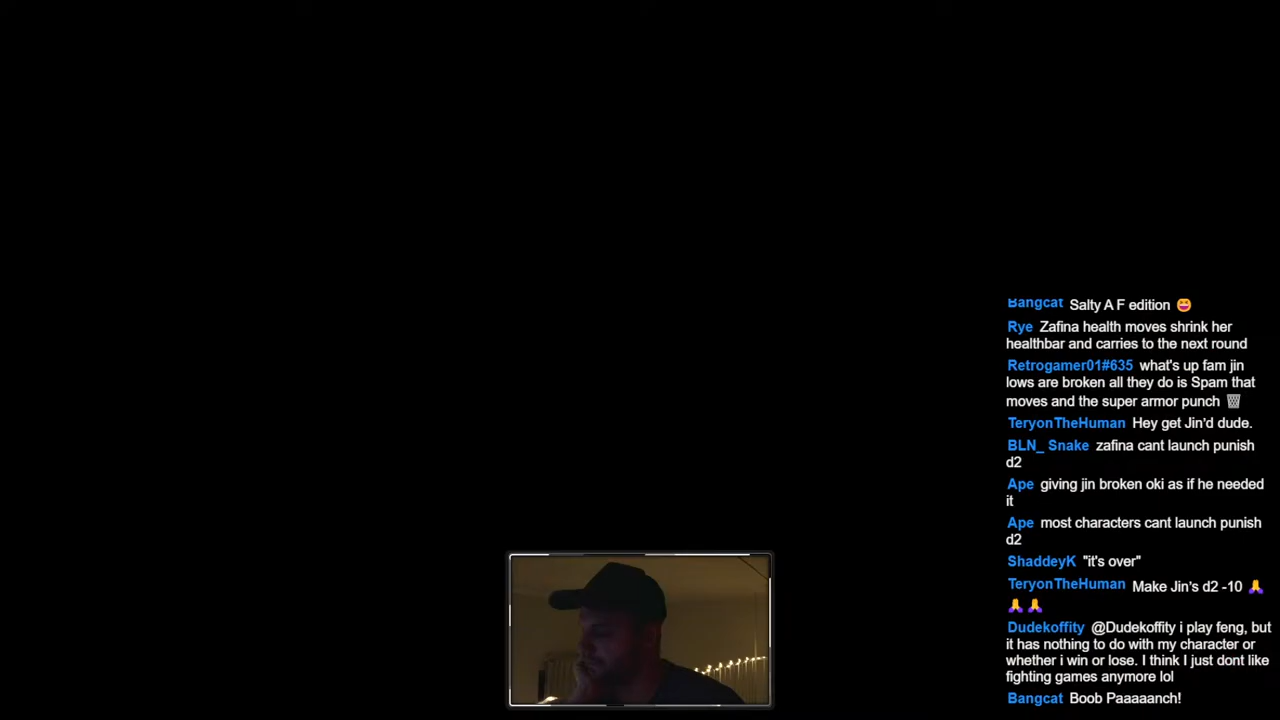 Bangcat Salty A F edition 😄
Rye Zafina health moves shrink her
healthbar and carries to the next round
Retrogamer01#635 what's up fam jin
lows are broken all they do is Spam that
moves and the super armor punch 🗑
TeryonTheHuman Hey get Jin'd dude.
BLN_ Snake zafina cant launch punish
d2
Ape giving jin broken oki as if he needed
it
Ape most characters cant launch punish
d2
ShaddeyK "it's over"
TeryonTheHuman Make Jin's d2 -10 🙏
🙏🙏
Dudekoffity @Dudekoffity i play feng, but
it has nothing to do with my character or
whether i win or lose. I think I just dont like
fighting games anymore lol
Bangcat Boob Paaaaanch!